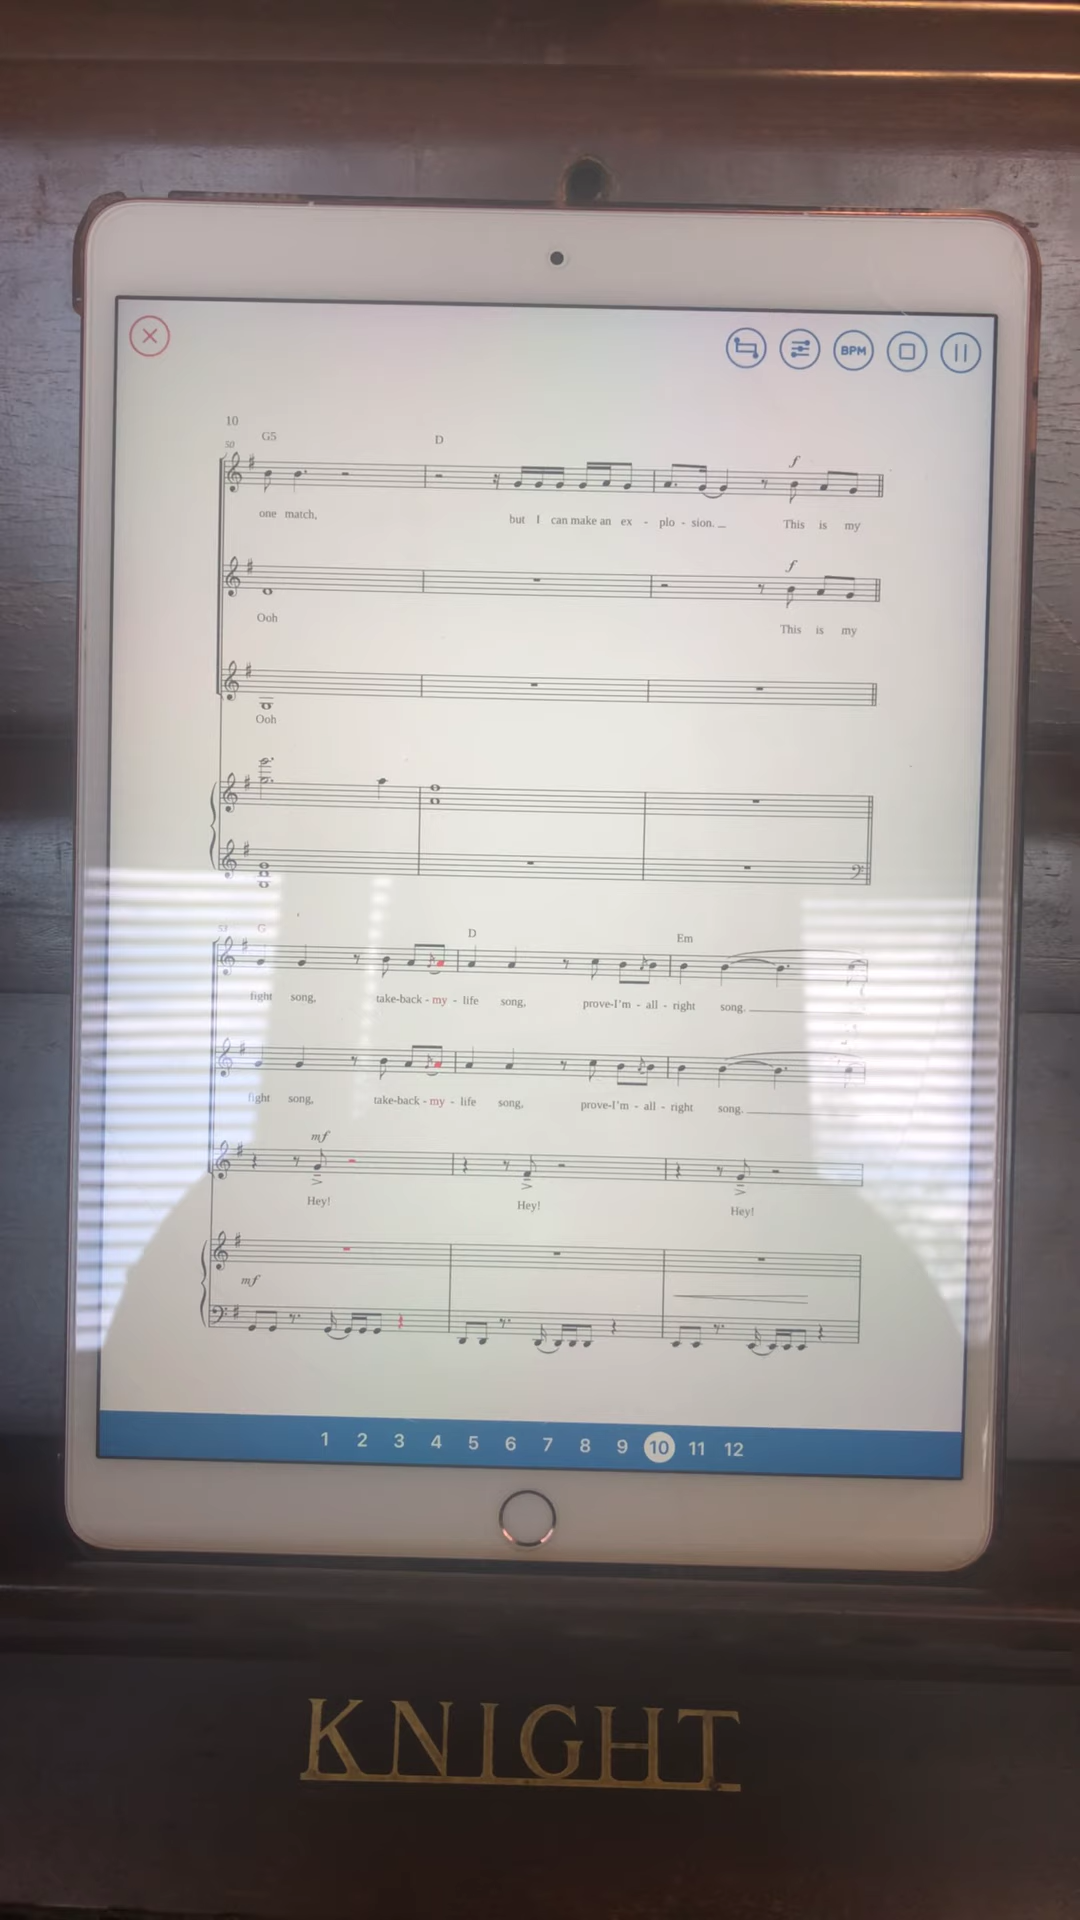 BPM
10
50
G5
D
f
one match, but I can make an ex - plo - sion. This is my
f
Ooh This is my
Ooh
53
G
D
Em
fight song, take-back - my - life song, prove-I'm - all - right song.
fight song, take-back - my - life song, prove-I'm - all - right song.
mf
Hey! Hey! Hey!
mf
1 2 3 4 5 6 7 8 9 10 11 12
KNIGHT